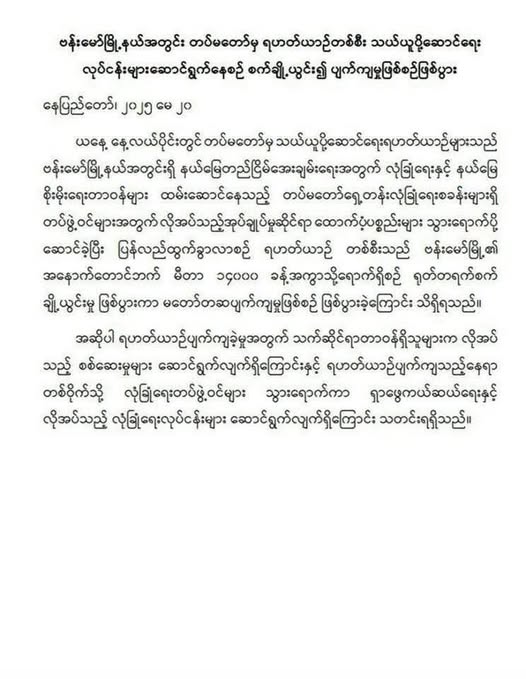 ဗန်းမော်မြို့နယ်အတွင်း တပ်မတော်မှ ရဟတ်ယာဉ်တစ်စီး သယ်ယူပို့ဆောင်ရေး
လုပ်ငန်းများဆောင်ရွက်နေစဉ် စက်ချို့ယွင်း၍ ပျက်ကျမှုဖြစ်စဉ်ဖြစ်ပွား
နေပြည်တော်၊ ၂၀၂၅ မေ ၂၀
ယနေ့ နေ့လယ်ပိုင်းတွင် တပ်မတော်မှ သယ်ယူပို့ဆောင်ရေးရဟတ်ယာဉ်များသည်
ဗန်းမော်မြို့နယ်အတွင်းရှိ နယ်မြေတည်ငြိမ်အေးချမ်းရေးအတွက် လုံခြုံရေးနှင့် နယ်မြေ
စိုးမိုးရေးတာဝန်များ ထမ်းဆောင်နေသည့် တပ်မတော်ရှေ့တန်းလုံခြုံရေးစခန်းများရှိ
တပ်ဖွဲ့ဝင်များအတွက် လိုအပ်သည့်အုပ်ချုပ်မှုဆိုင်ရာ ထောက်ပံ့ပစ္စည်းများ သွားရောက်ပို့
ဆောင်ခဲ့ပြီး ပြန်လည်ထွက်ခွာလာစဉ် ရဟတ်ယာဉ် တစ်စီးသည် ဗန်းမော်မြို့၏
အနောက်တောင်ဘက် မီတာ ၁၄၀၀၀ ခန့်အကွာသို့ရောက်ရှိစဉ် ရုတ်တရက်စက်
ချို့ယွင်းမှု ဖြစ်ပွားကာ မတော်တဆပျက်ကျမှုဖြစ်စဉ် ဖြစ်ပွားခဲ့ကြောင်း သိရှိရသည်။
အဆိုပါ ရဟတ်ယာဉ်ပျက်ကျခဲ့မှုအတွက် သက်ဆိုင်ရာတာဝန်ရှိသူများက လိုအပ်
သည့် စစ်ဆေးမှုများ ဆောင်ရွက်လျက်ရှိကြောင်းနှင့် ရဟတ်ယာဉ်ပျက်ကျသည့်နေရာ
တစ်ဝိုက်သို့ လုံခြုံရေးတပ်ဖွဲ့ဝင်များ သွားရောက်ကာ ရှာဖွေကယ်ဆယ်ရေးနှင့်
လိုအပ်သည့် လုံခြုံရေးလုပ်ငန်းများ ဆောင်ရွက်လျက်ရှိကြောင်း သတင်းရရှိသည်။